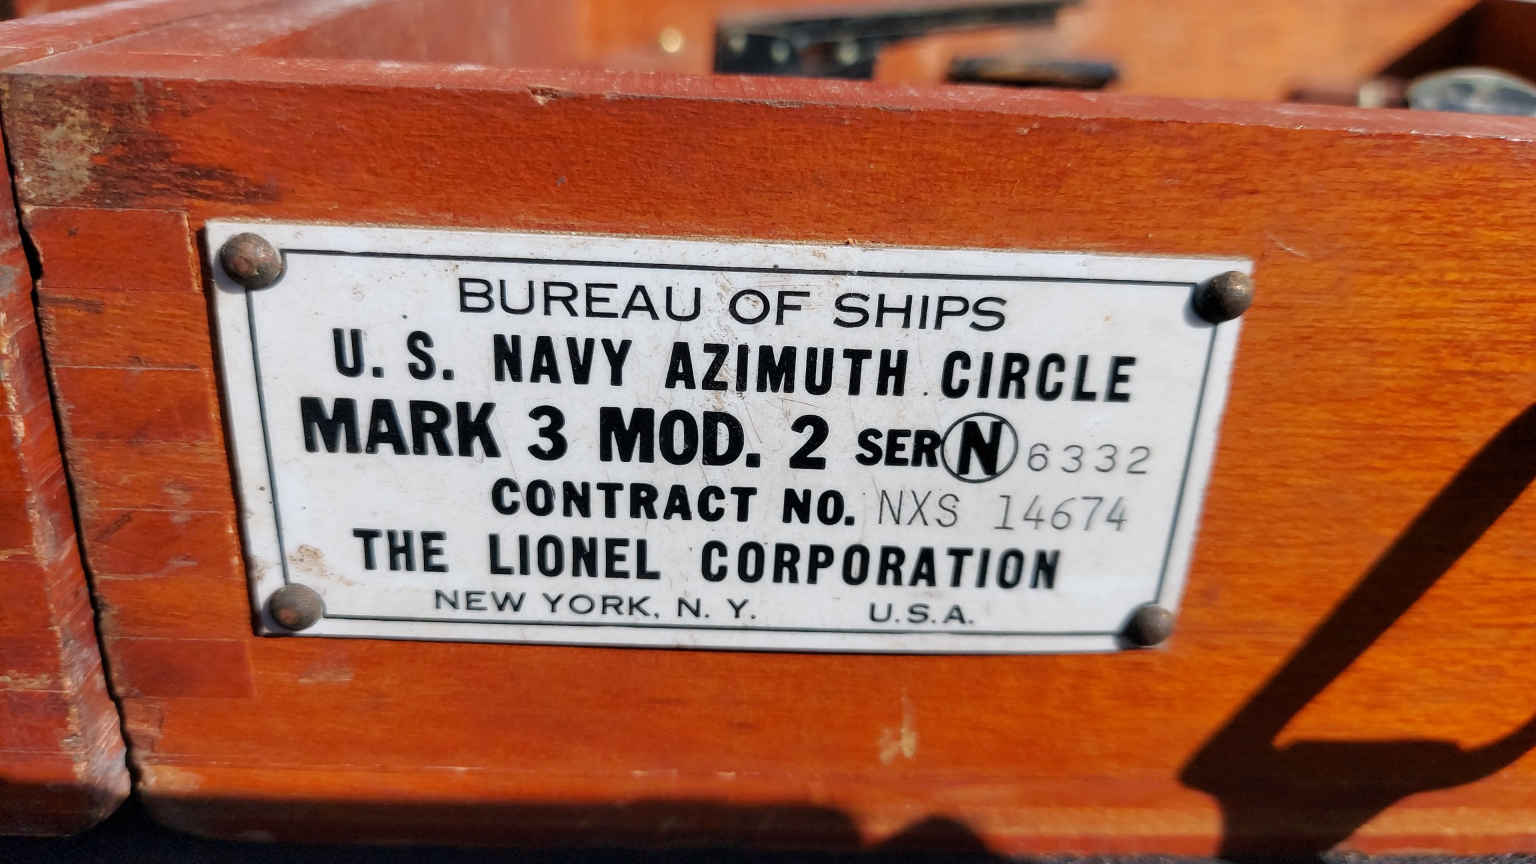 BUREAU OF SHIPS
U. S. NAVY AZIMUTH CIRCLE
MARK 3 MOD. 2 SER N 6332
CONTRACT NO. NXS 14674
THE LIONEL CORPORATION
NEW YORK, N. Y. U.S.A.